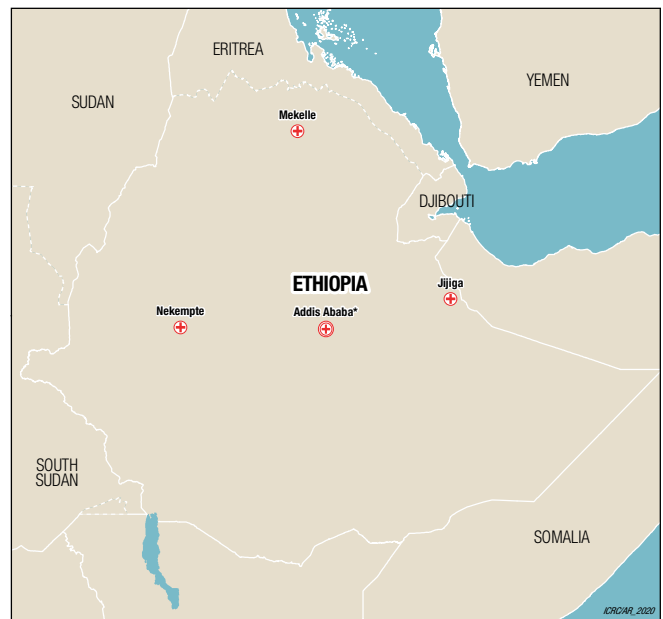 ERITREA
YEMEN
SUDAN
Mekelle
DJIBOUTI
ETHIOPIA
Jijiga
Nekempte
Addis Ababa*
SOUTH
SUDAN
SOMALIA
ICRC/AR_2020